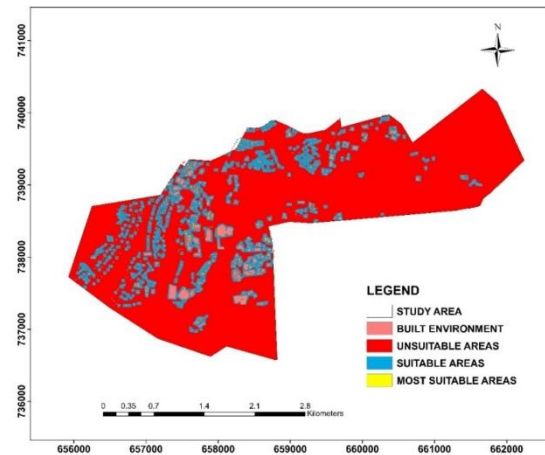 N
741000
740000
739000
738000
737000
736000
LEGEND
STUDY AREA
BUILT ENVIRONMENT
UNSUITABLE AREAS
SUITABLE AREAS
MOST SUITABLE AREAS
0 0.35 0.7 1.4 2.1 2.8
Kilometers
656000 657000 658000 659000 660000 661000 662000